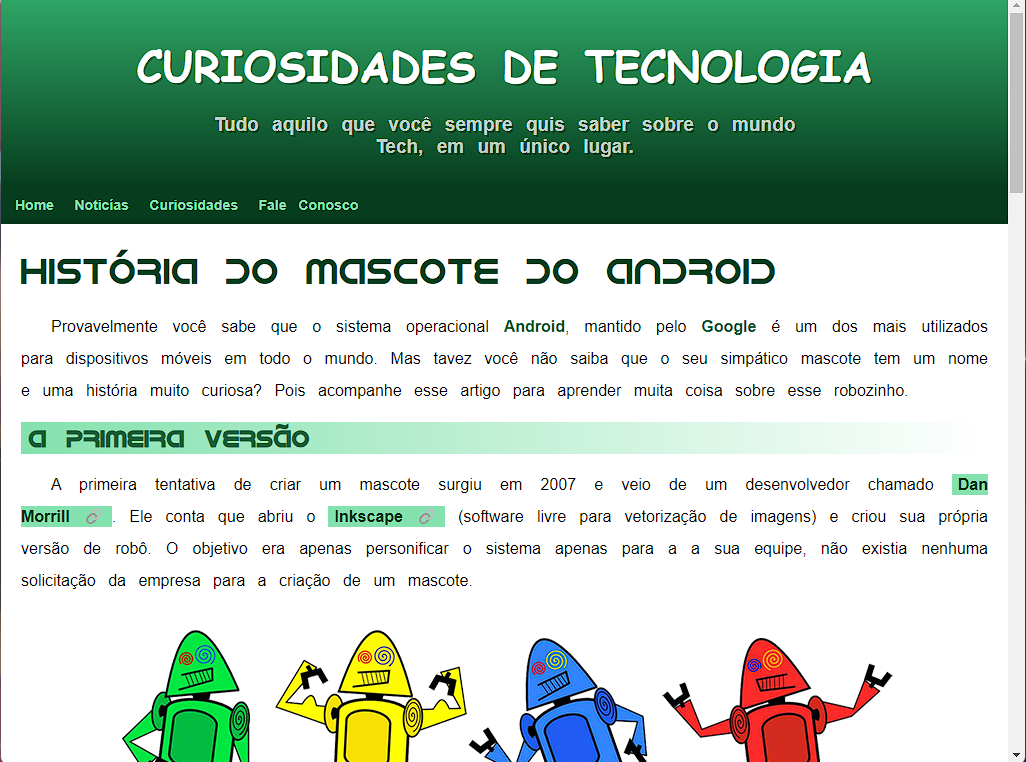 CURIOSIDADES DE TECNOLOGIA
Tudo aquilo que você sempre quis saber sobre o mundo
Tech, em um único lugar.
Home Noticías Curiosidades Fale Conosco
HISTÓRIA DO MASCOTE DO ANDROID
Provavelmente você sabe que o sistema operacional Android, mantido pelo Google é um dos mais utilizados
para dispositivos móveis em todo o mundo. Mas tavez você não saiba que o seu simpático mascote tem um nome
e uma história muito curiosa? Pois acompanhe esse artigo para aprender muita coisa sobre esse robozinho.
A PRIMEIRA VERSÃO
A primeira tentativa de criar um mascote surgiu em 2007 e veio de um desenvolvedor chamado Dan
Morrill. Ele conta que abriu o Inkscape (software livre para vetorização de imagens) e criou sua própria
versão de robô. O objetivo era apenas personificar o sistema apenas para a a sua equipe, não existia nenhuma
solicitação da empresa para a criação de um mascote.